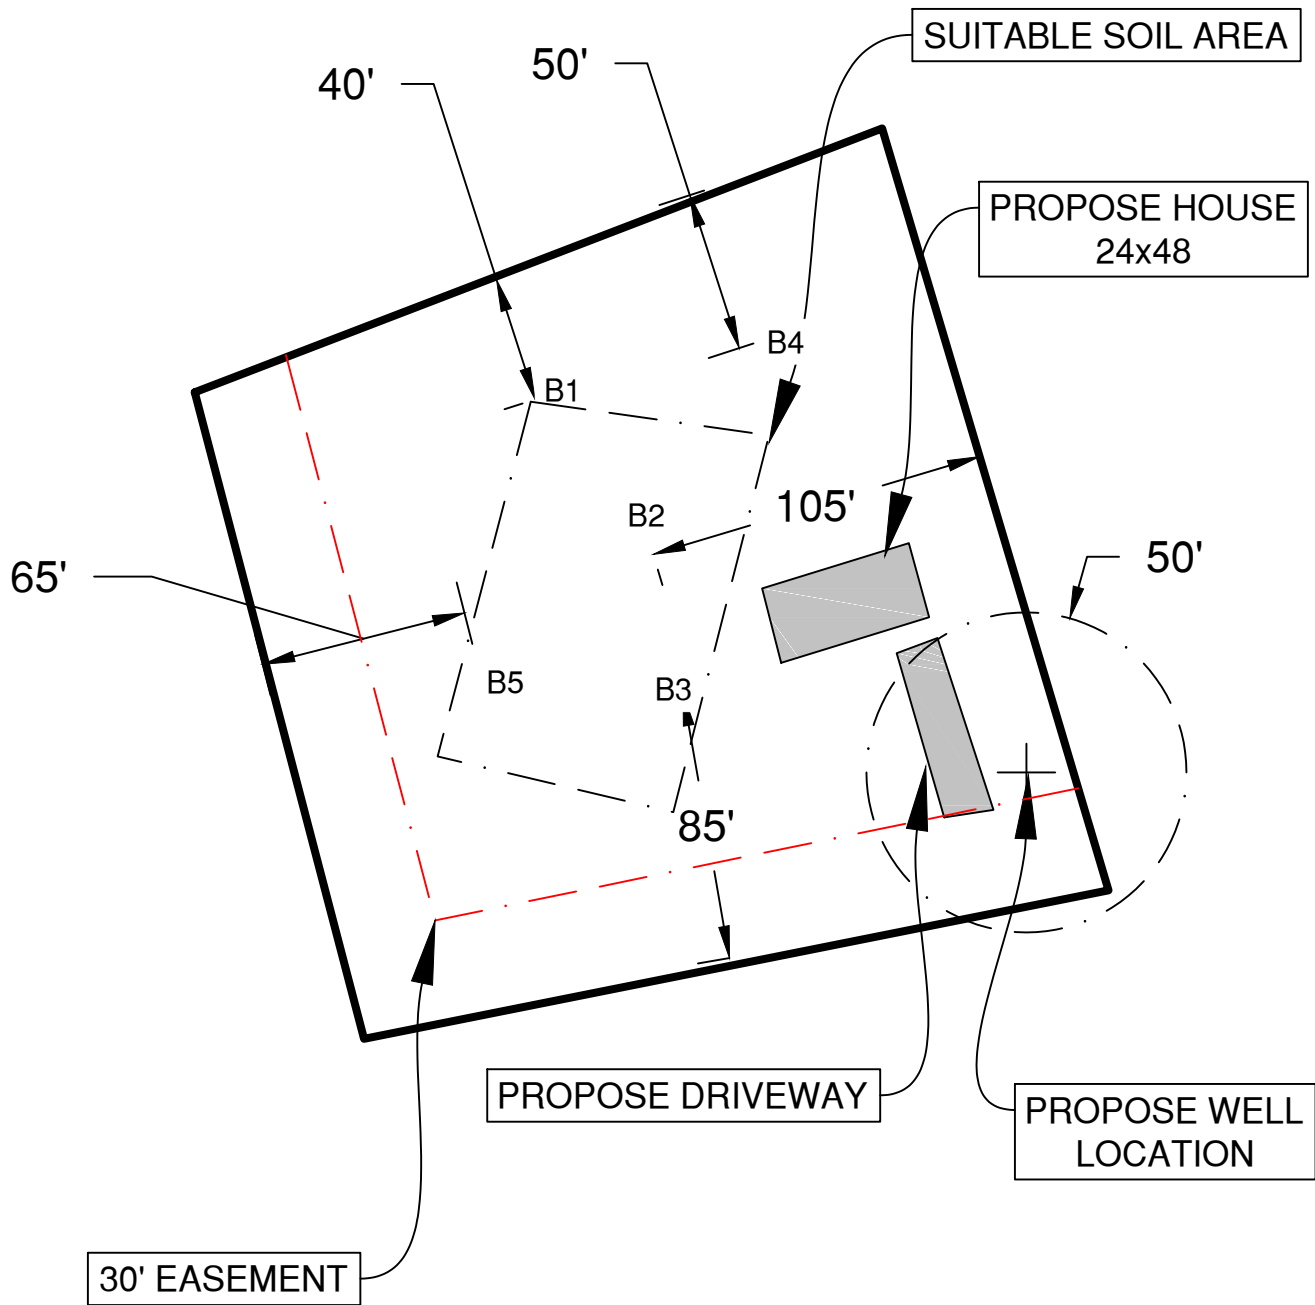 SUITABLE SOIL AREA
50'
40'
PROPOSE HOUSE
24x48
B4
B1
105'
B2
50'
65'
B5
B3
85'
PROPOSE DRIVEWAY
PROPOSE WELL
LOCATION
30' EASEMENT